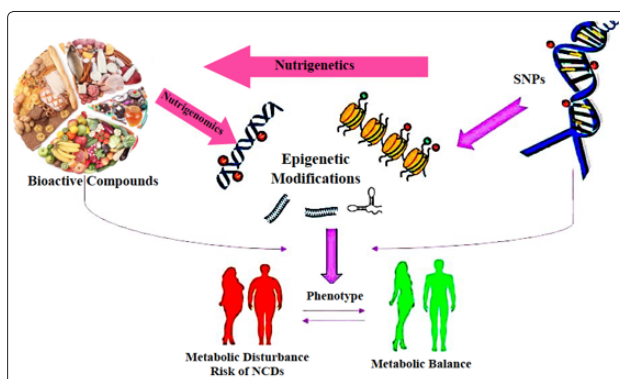 Nutrigenetics
SNPs
Nutrigenomics
Epigenetic
Modifications
Bioactive Compounds
Phenotype
Metabolic Disturbance
Risk of NCDs
Metabolic Balance